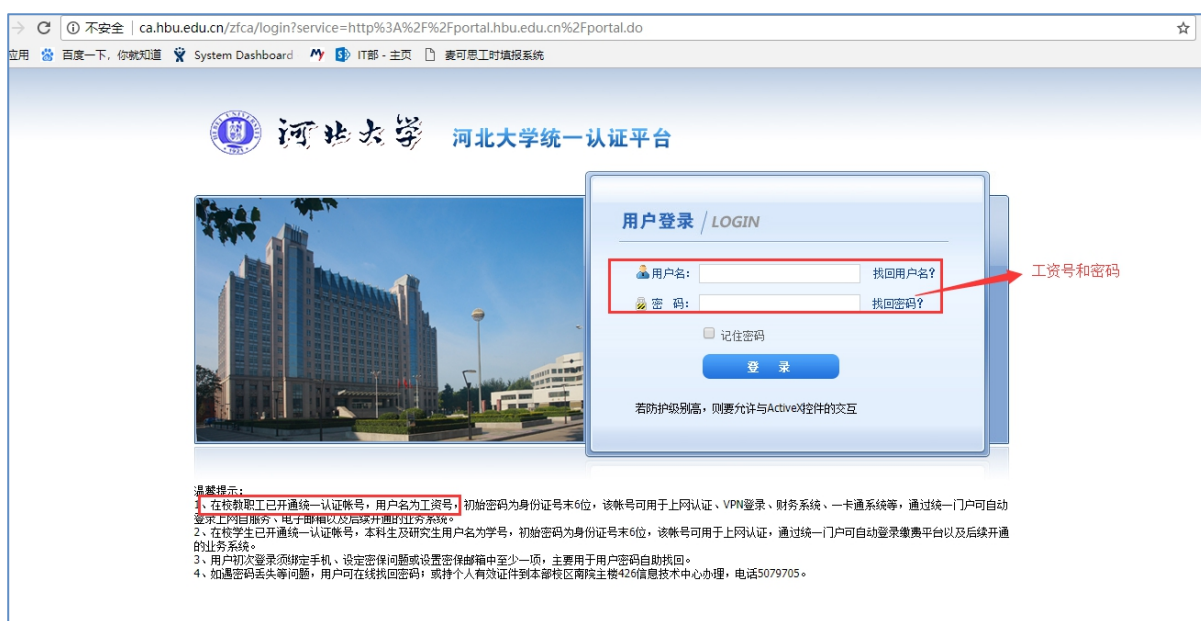 不安全 | ca.hbu.edu.cn/zfca/login?service=http%3A%2F%2Fportal.hbu.edu.cn%2Fportal.do
应用 百度一下,你就知道 System Dashboard My IT部 - 主页 麦可思工时填报系统
河北大学 河北大学统一认证平台
用户登录 / LOGIN
用户名: 找回用户名?
工资号和密码
密 码: 找回密码?
记住密码
登 录
若防护级别高,则要允许与ActiveX控件的交互
温馨提示:
1、在校教职工已开通统一认证帐号,用户名为工资号,初始密码为身份证号末6位,该帐号可用于上网认证、VPN登录、财务系统、一卡通系统等,通过统一门户可自动
登录上网自服务、电子邮箱以及后续开通的业务系统。
2、在校学生已开通统一认证帐号,本科生及研究生用户名为学号,初始密码为身份证号末6位,该帐号可用于上网认证,通过统一门户可自动登录缴费平台以及后续开通
的业务系统。
3、用户初次登录须绑定手机、设定密保问题或设置密保邮箱中至少一项,主要用于用户密码自助找回。
4、如遇密码丢失等问题,用户可在线找回密码;或持个人有效证件到本部校区南院主楼426信息技术中心办理,电话5079705。